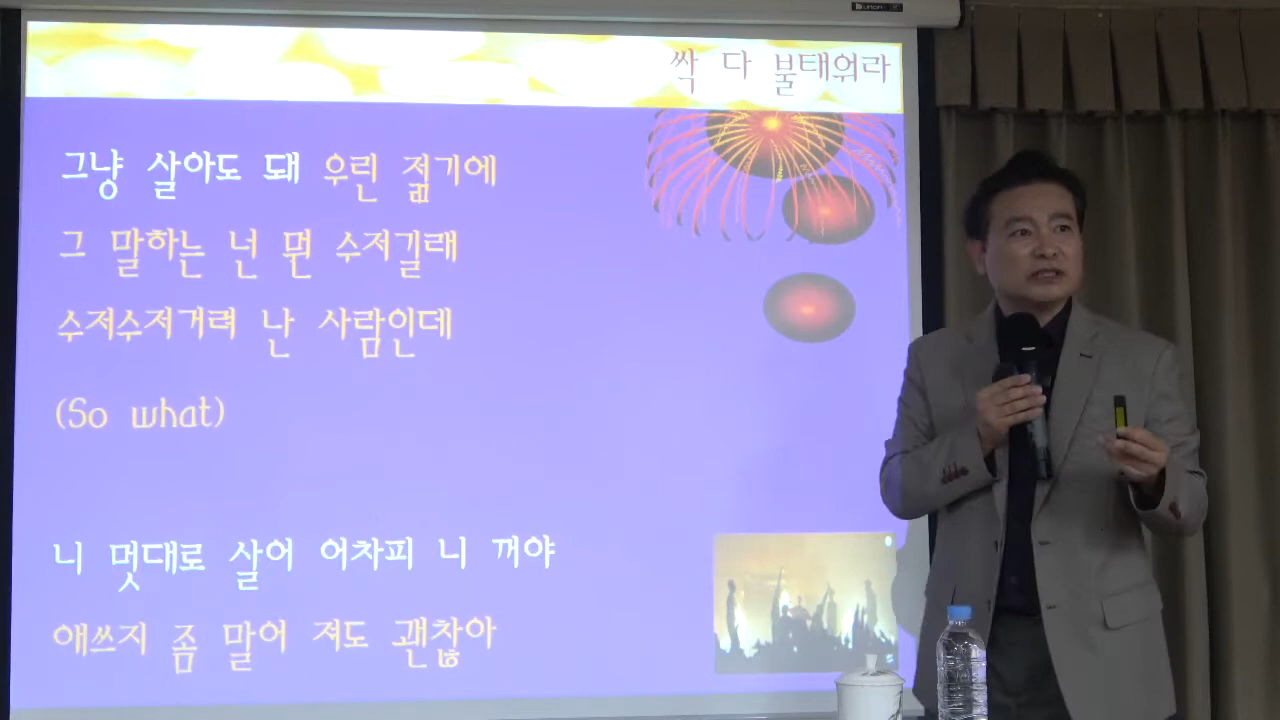 싹 다 불태워라
그냥 살아도 돼 우린 젊기에
그 말하는 넌 뭔 수저길래
수저수저거려 난 사람인데
(So what)
니 멋대로 살어 어차피 니 꺼야
애쓰지 좀 말어 져도 괜찮아